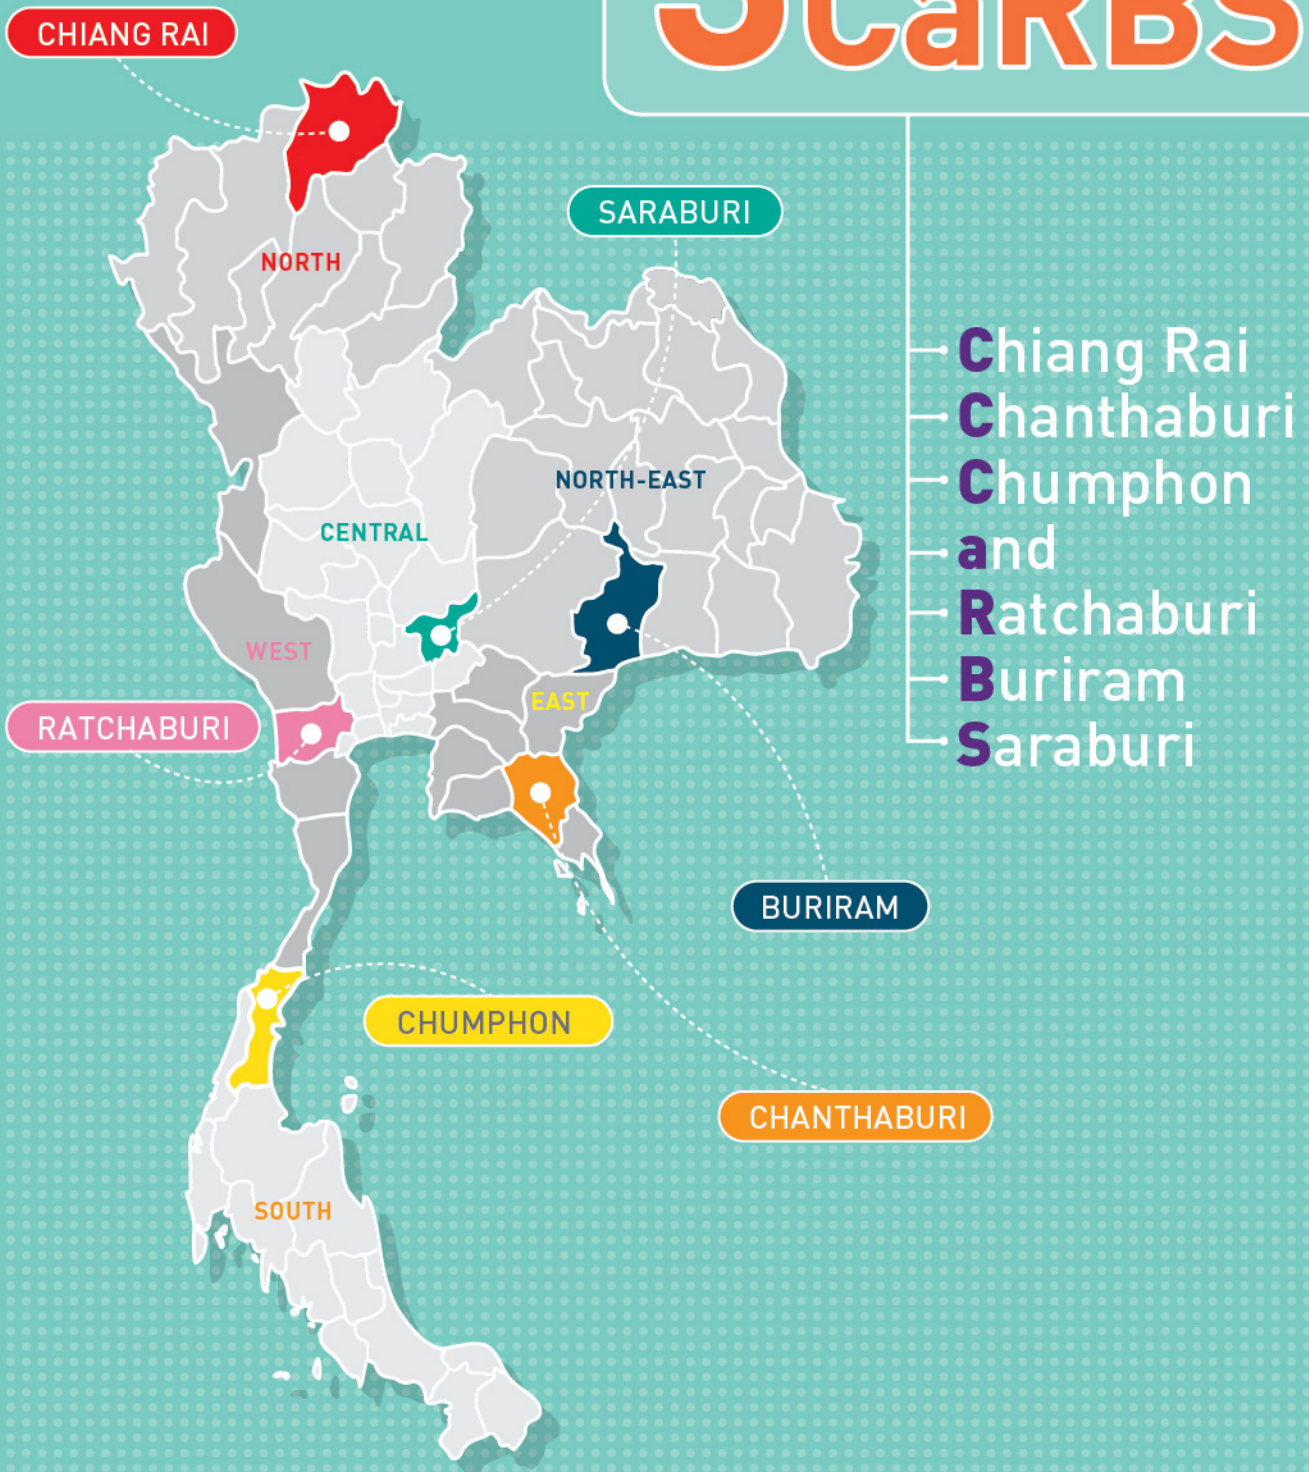 3CaRBS
CHIANG RAI
SARABURI
NORTH
Chiang Rai
Chanthaburi
Chumphon
and
Ratchaburi
Buriram
Saraburi
NORTH-EAST
CENTRAL
WEST
EAST
RATCHABURI
BURIRAM
CHUMPHON
CHANTHABURI
SOUTH